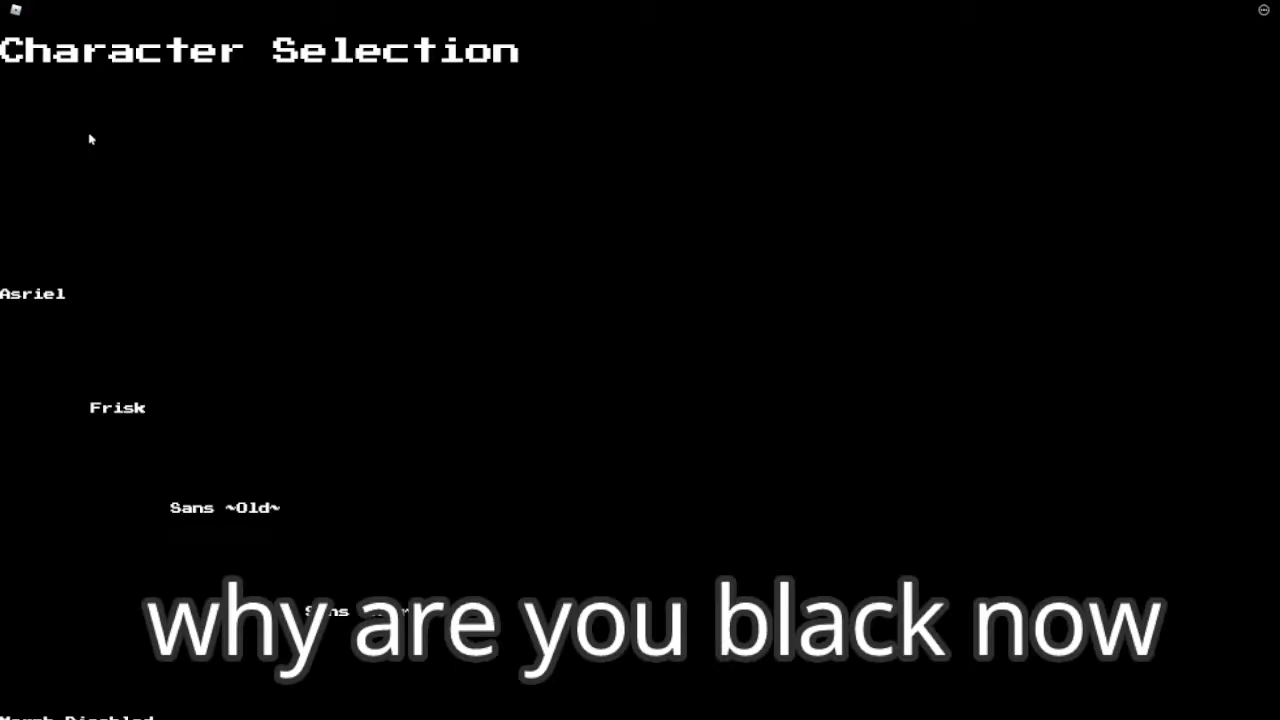 Character Selection
Asriel
Frisk
Sans ~Old~
why are you black now